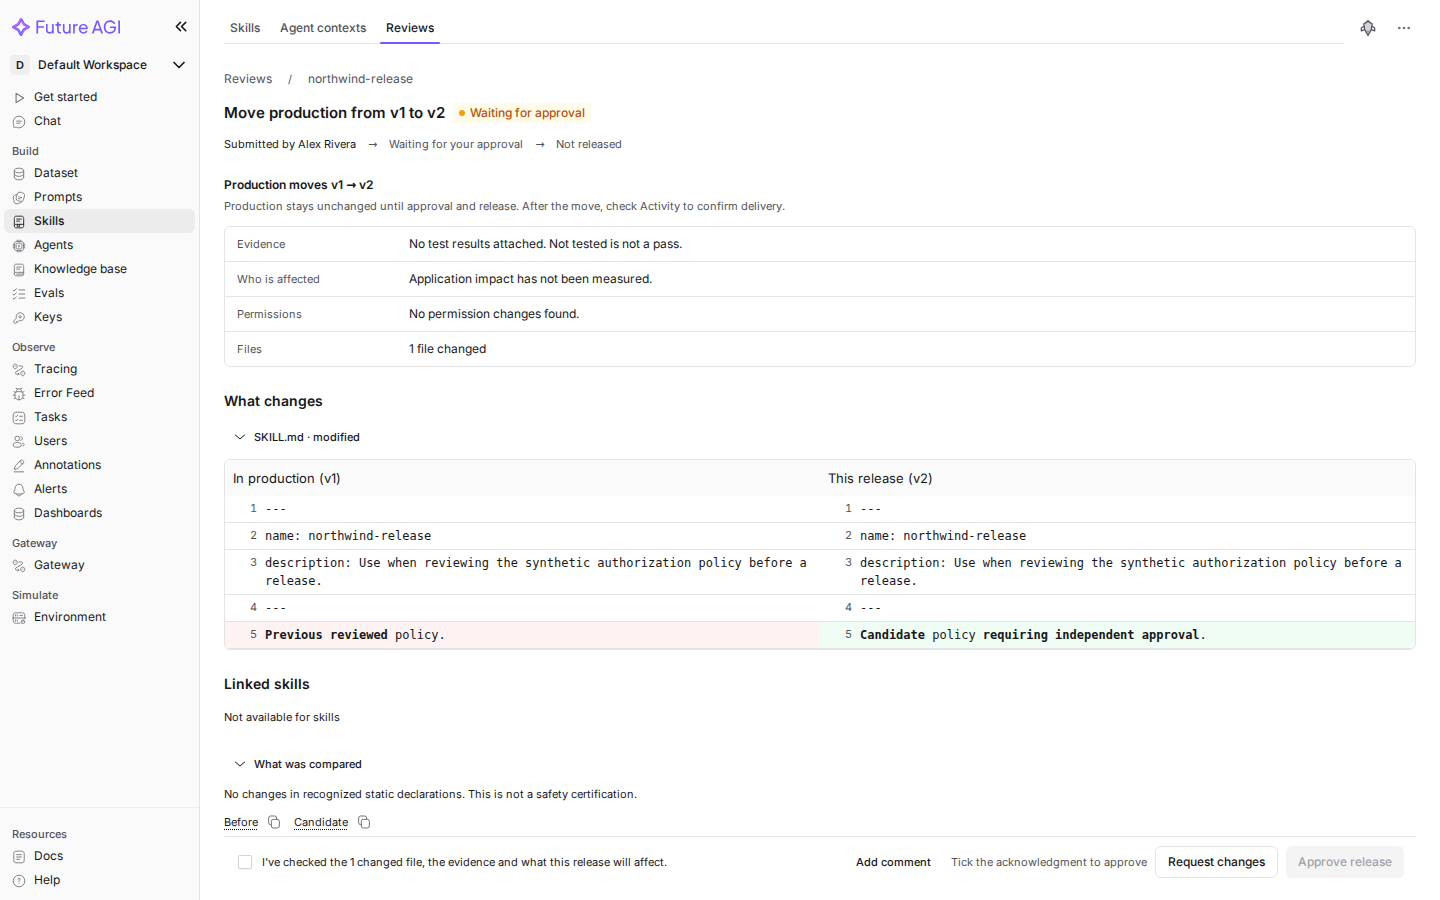 Future AGI
D Default Workspace
Get started
Chat
Build
Dataset
Prompts
Skills
Agents
Knowledge base
Evals
Keys
Observe
Tracing
Error Feed
Tasks
Users
Annotations
Alerts
Dashboards
Gateway
Gateway
Simulate
Environment
Resources
Docs
Help
Skills Agent contexts Reviews
Reviews / northwind-release
Move production from v1 to v2 Waiting for approval
Submitted by Alex Rivera → Waiting for your approval → Not released
Production moves v1 → v2
Production stays unchanged until approval and release. After the move, check Activity to confirm delivery.
Evidence No test results attached. Not tested is not a pass.
Who is affected Application impact has not been measured.
Permissions No permission changes found.
Files 1 file changed
What changes
SKILL.md · modified
In production (v1) This release (v2)
1 --- 1 ---
2 name: northwind-release 2 name: northwind-release
3 description: Use when reviewing the synthetic authorization policy before a 3 description: Use when reviewing the synthetic authorization policy before a
release. release.
4 --- 4 ---
5 Previous reviewed policy. 5 Candidate policy requiring independent approval.
Linked skills
Not available for skills
What was compared
No changes in recognized static declarations. This is not a safety certification.
Before Candidate
I've checked the 1 changed file, the evidence and what this release will affect. Add comment Tick the acknowledgment to approve Request changes Approve release